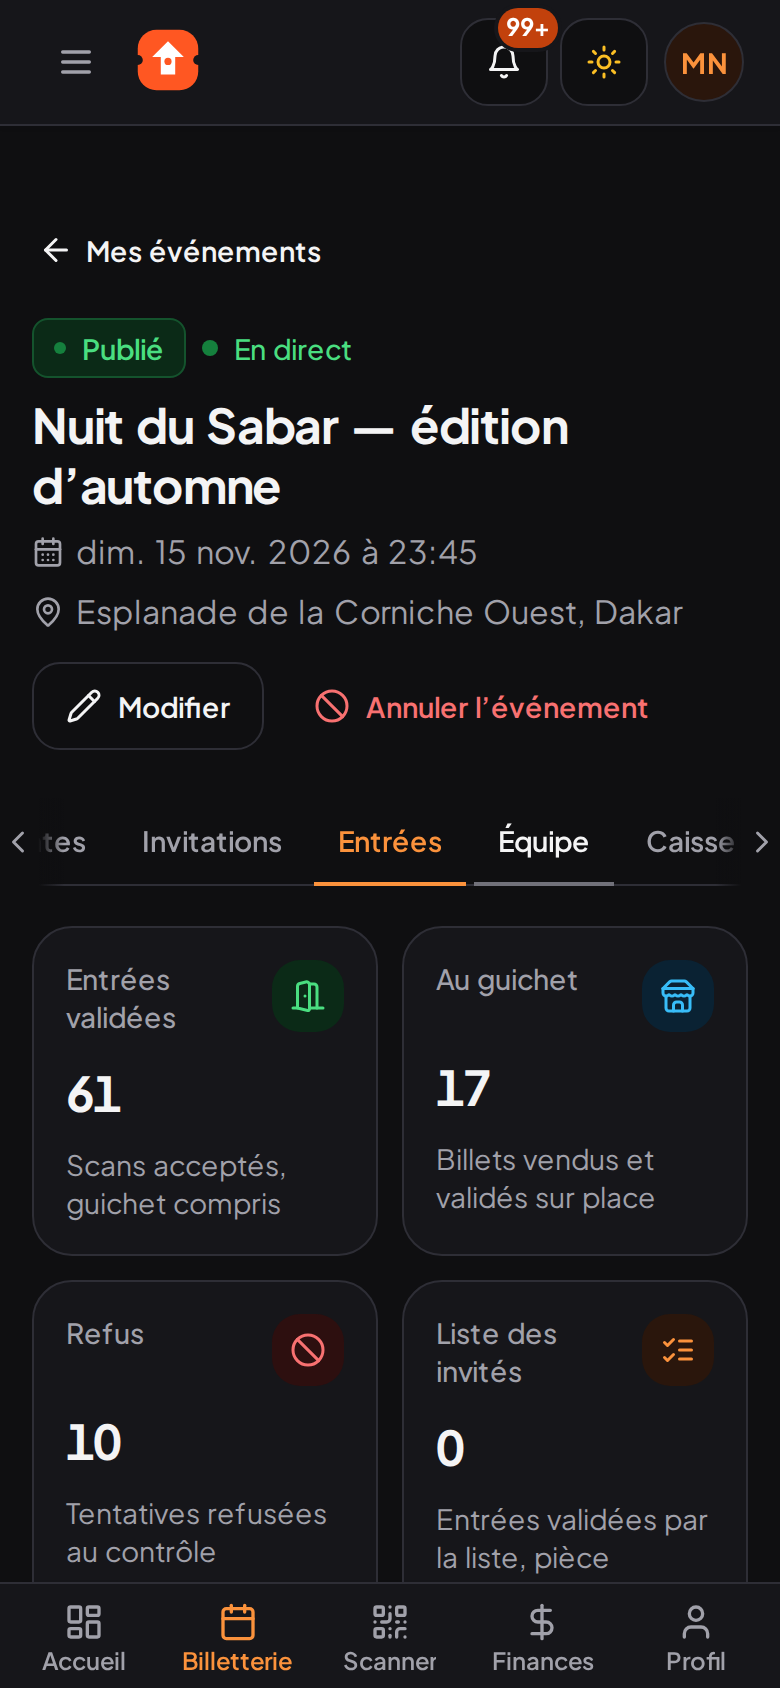 99+
MN
Mes événements
Publié
En direct
Nuit du Sabar — édition
d’automne
dim. 15 nov. 2026 à 23:45
Esplanade de la Corniche Ouest, Dakar
Modifier
Annuler l’événement
tes
Invitations
Entrées
Équipe
Caisse
Entrées
validées
61
Scans acceptés,
guichet compris
Au guichet
17
Billets vendus et
validés sur place
Refus
10
Tentatives refusées
au contrôle
Liste des
invités
0
Entrées validées par
la liste, pièce
Accueil
Billetterie
Scanner
Finances
Profil